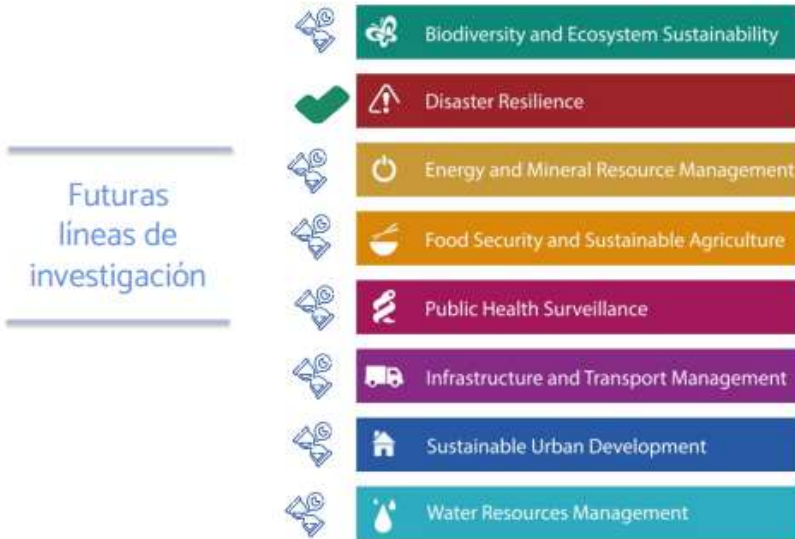 Futuras
líneas de
investigación
Biodiversity and Ecosystem Sustainability
Disaster Resilience
Energy and Mineral Resource Management
Food Security and Sustainable Agriculture
Public Health Surveillance
Infrastructure and Transport Management
Sustainable Urban Development
Water Resources Management